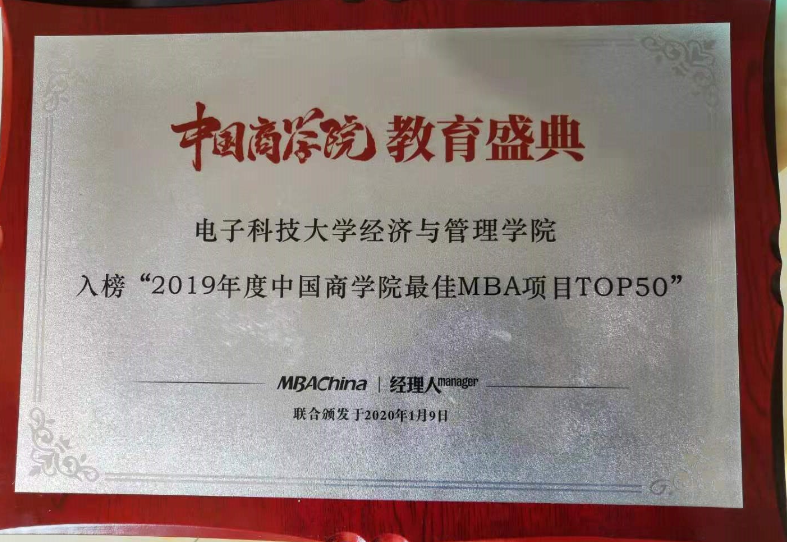 中国商学院 教育盛典
电子科技大学经济与管理学院
入榜“2019年度中国商学院最佳MBA项目TOP50”
MBAChina | 经理人manager
联合颁发于2020年1月9日